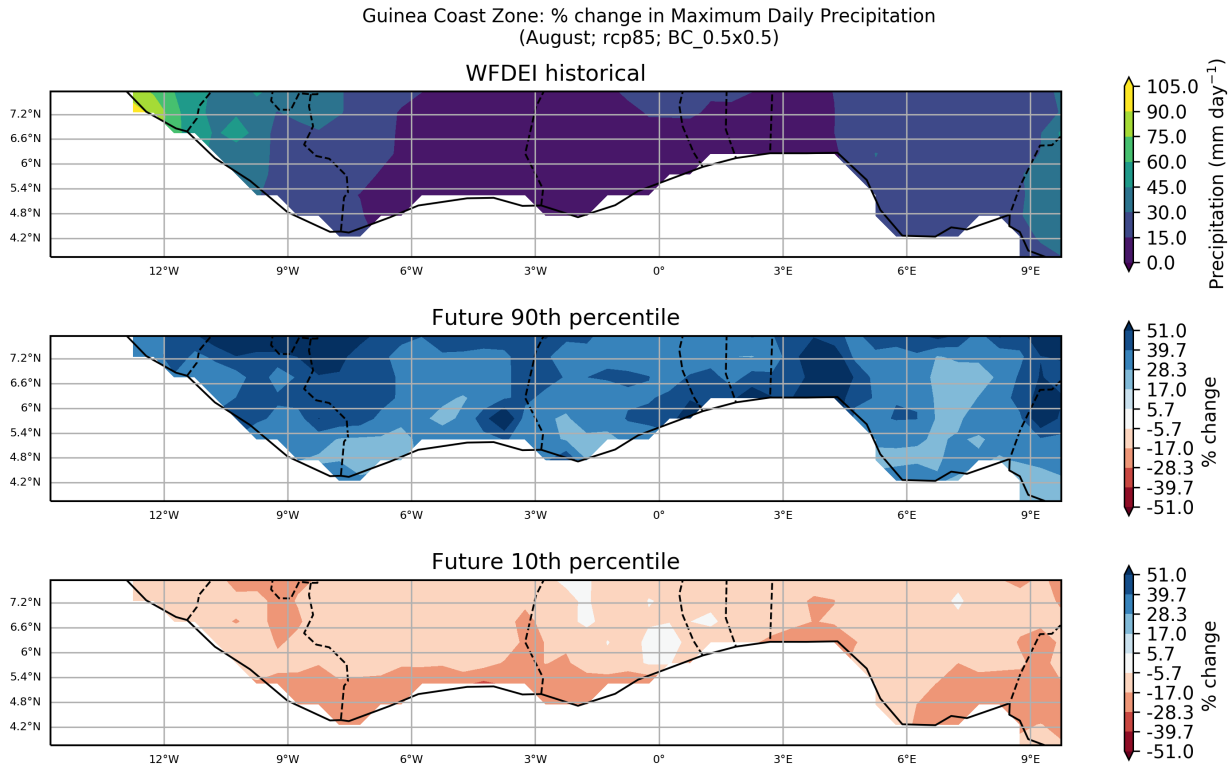 Guinea Coast Zone: % change in Maximum Daily Precipitation
(August; rcp85; BC_0.5x0.5)
WFDEI historical
7.2°N
6.6°N
6°N
5.4°N
4.8°N
4.2°N
12°W 9°W 6°W 3°W 0° 3°E 6°E 9°E
105.0
90.0
75.0
60.0
45.0
30.0
15.0
0.0
Precipitation (mm day⁻¹)
Future 90th percentile
7.2°N
6.6°N
6°N
5.4°N
4.8°N
4.2°N
12°W 9°W 6°W 3°W 0° 3°E 6°E 9°E
51.0
39.7
28.3
17.0
5.7
-5.7
-17.0
-28.3
-39.7
-51.0
% change
Future 10th percentile
7.2°N
6.6°N
6°N
5.4°N
4.8°N
4.2°N
12°W 9°W 6°W 3°W 0° 3°E 6°E 9°E
51.0
39.7
28.3
17.0
5.7
-5.7
-17.0
-28.3
-39.7
-51.0
% change